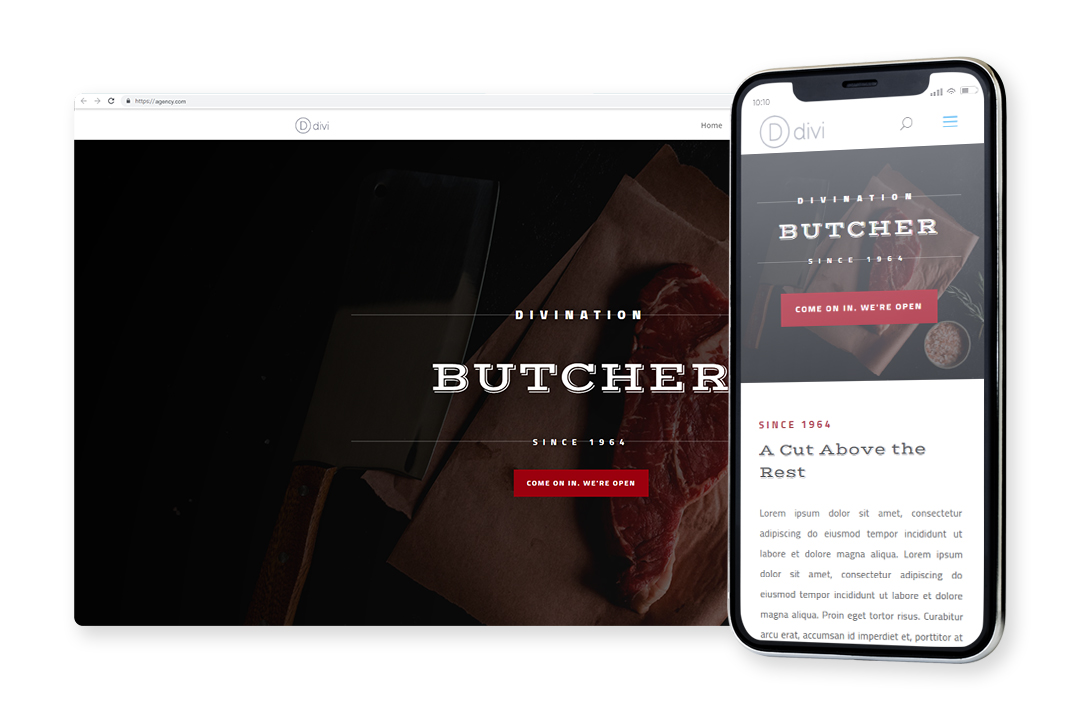 https://agency.com
D divi
Home
DIVINATION
BUTCHER
SINCE 1964
COME ON IN. WE'RE OPEN
10:10
D divi
DIVINATION
BUTCHER
SINCE 1964
COME ON IN. WE'RE OPEN
SINCE 1964
A Cut Above the
Rest
Lorem ipsum dolor sit amet, consectetur
adipiscing do eiusmod tempor incididunt ut
labore et dolore magna aliqua. Lorem ipsum
dolor sit amet, consectetur adipiscing do
eiusmod tempor incididunt ut labore et dolore
magna aliqua. Proin eget tortor risus. Curabitur
arcu erat, accumsan id imperdiet et, porttitor at